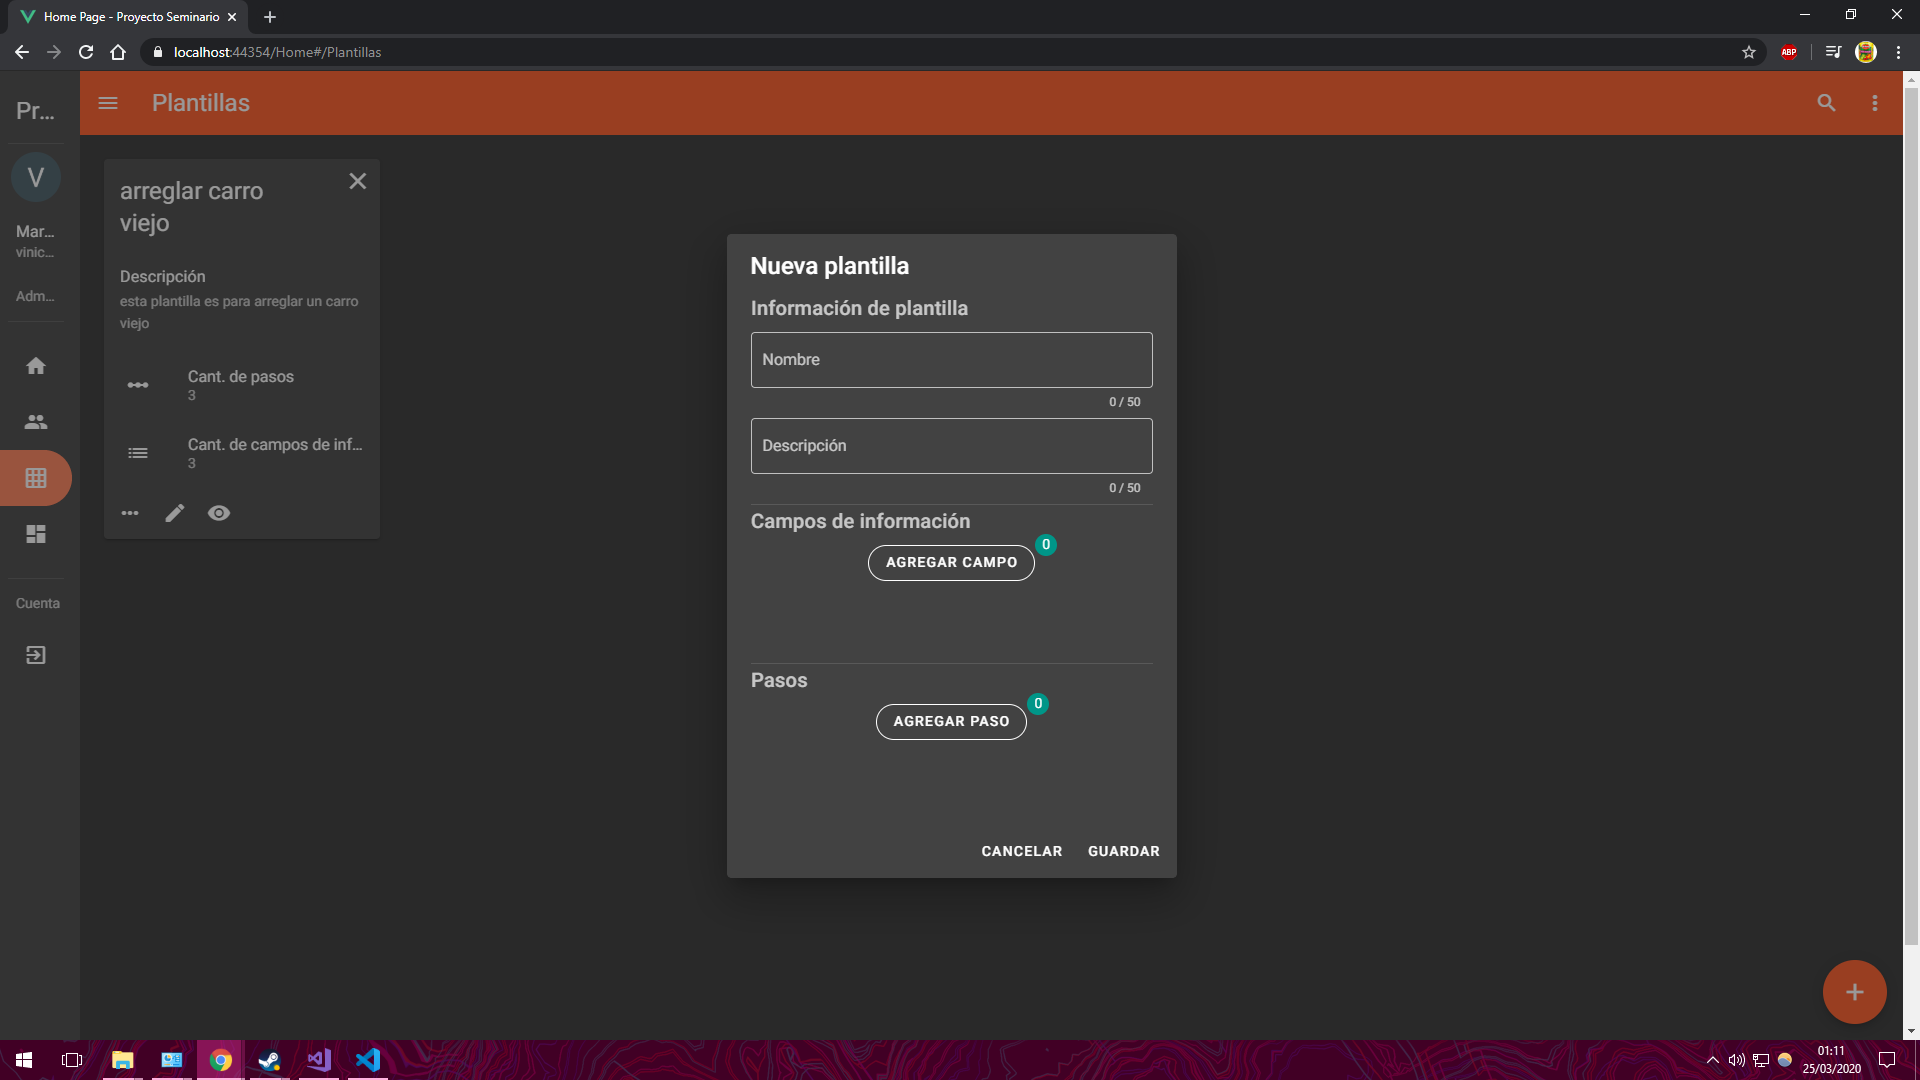 Home Page - Proyecto Seminario
localhost:44354/Home#/Plantillas
ABP
Pr...
Plantillas
V
Mar...
vinic...
Adm...
Cuenta
arreglar carro
viejo
Descripción
esta plantilla es para arreglar un carro
viejo
Cant. de pasos
3
Cant. de campos de inf...
3
Nueva plantilla
Información de plantilla
Nombre
0 / 50
Descripción
0 / 50
Campos de información
AGREGAR CAMPO
0
Pasos
AGREGAR PASO
0
CANCELAR
GUARDAR
01:11
25/03/2020